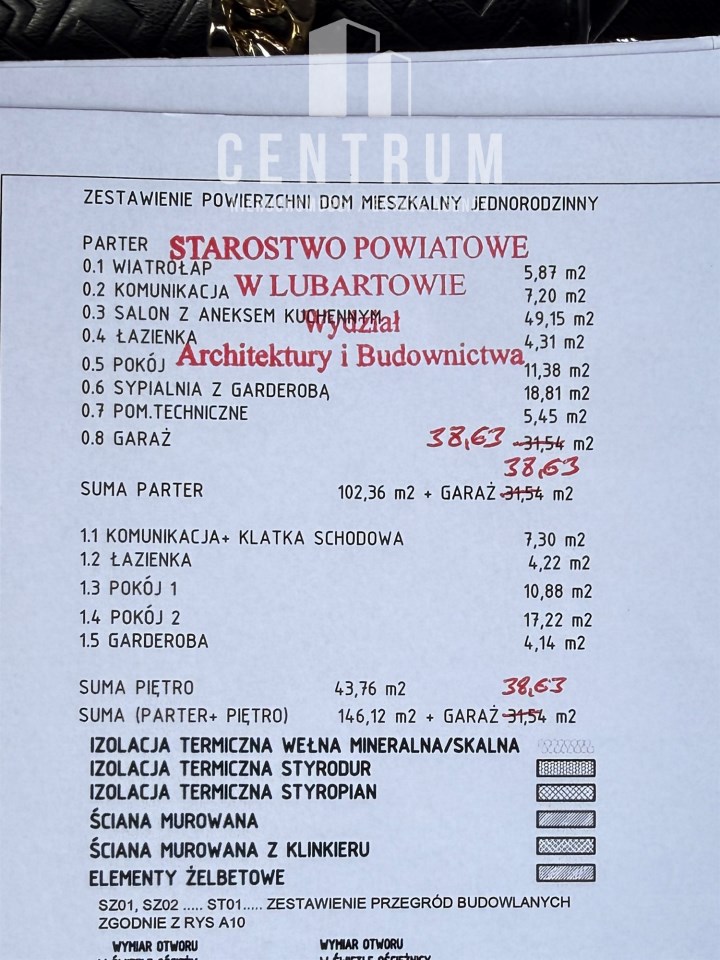 CENTRUM
ZESTAWIENIE POWIERZCHNI DOM MIESZKALNY JEDNORODZINNY
PARTER STAROSTWO POWIATOWE
0.1 WIATROŁAP 5,87 m2
W LUBARTOWIE
0.2 KOMUNIKACJA 7,20 m2
0.3 SALON Z ANEKSEM KUCHENNYM 49,15 m2
Wydział
0.4 ŁAZIENKA 4,31 m2
Architektury i Budownictwa
0.5 POKÓJ 11,38 m2
0.6 SYPIALNIA Z GARDEROBĄ 18,81 m2
0.7 POM.TECHNICZNE 5,45 m2
0.8 GARAŻ 38,63 31,54 m2
38,63
SUMA PARTER 102,36 m2 + GARAŻ 31,54 m2
1.1 KOMUNIKACJA+ KLATKA SCHODOWA 7,30 m2
1.2 ŁAZIENKA 4,22 m2
1.3 POKÓJ 1 10,88 m2
1.4 POKÓJ 2 17,22 m2
1.5 GARDEROBA 4,14 m2
SUMA PIĘTRO 43,76 m2 38,63
SUMA (PARTER+ PIĘTRO) 146,12 m2 + GARAŻ 31,54 m2
IZOLACJA TERMICZNA WEŁNA MINERALNA/SKALNA
IZOLACJA TERMICZNA STYRODUR
IZOLACJA TERMICZNA STYROPIAN
ŚCIANA MUROWANA
ŚCIANA MUROWANA Z KLINKIERU
ELEMENTY ŻELBETOWE
SZ01, SZ02 ..... ST01..... ZESTAWIENIE PRZEGRÓD BUDOWLANYCH
ZGODNIE Z RYS A10
WYMIAR OTWORU WYMIAR OTWORU